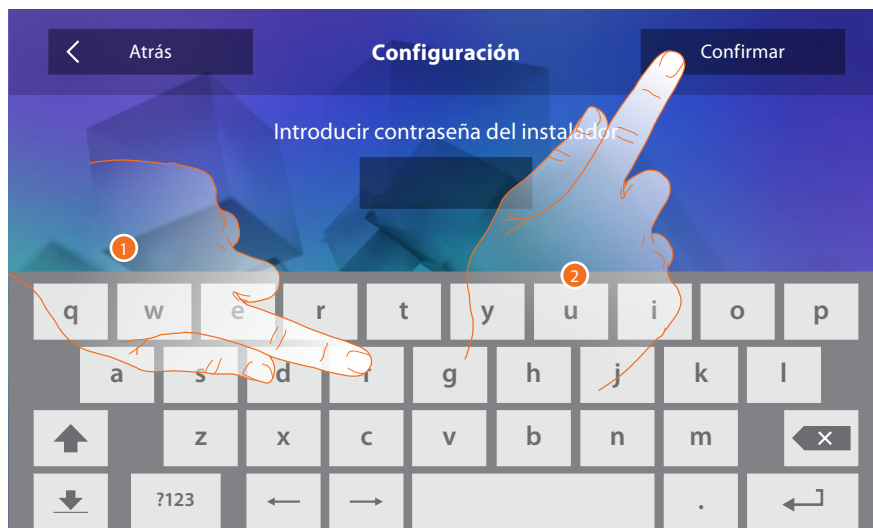 Atrás Configuración Confirmar
Introducir contraseña del instalador
1
2
q w e r t y u i o p
a s d f g h j k l
z x c v b n m
?123 .